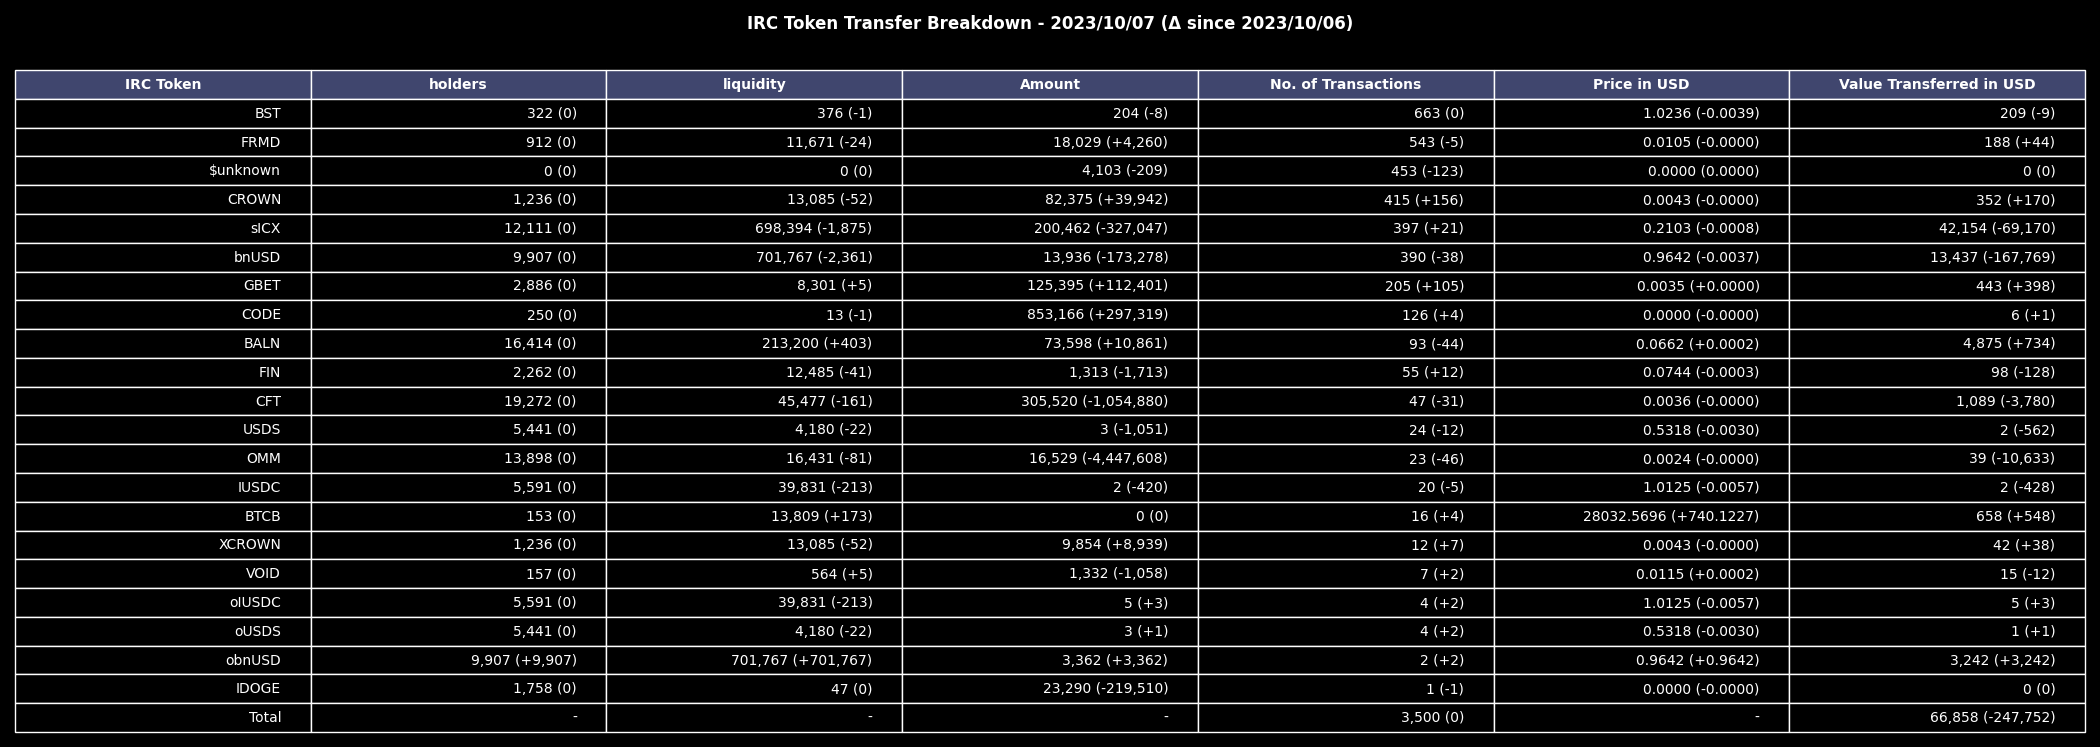 IRC Token Transfer Breakdown - 2023/10/07 (Δ since 2023/10/06)
IRC Token holders liquidity Amount No. of Transactions Price in USD Value Transferred in USD
BST 322 (0) 376 (-1) 204 (-8) 663 (0) 1.0236 (-0.0039) 209 (-9)
FRMD 912 (0) 11,671 (-24) 18,029 (+4,260) 543 (-5) 0.0105 (-0.0000) 188 (+44)
$unknown 0 (0) 0 (0) 4,103 (-209) 453 (-123) 0.0000 (0.0000) 0 (0)
CROWN 1,236 (0) 13,085 (-52) 82,375 (+39,942) 415 (+156) 0.0043 (-0.0000) 352 (+170)
sICX 12,111 (0) 698,394 (-1,875) 200,462 (-327,047) 397 (+21) 0.2103 (-0.0008) 42,154 (-69,170)
bnUSD 9,907 (0) 701,767 (-2,361) 13,936 (-173,278) 390 (-38) 0.9642 (-0.0037) 13,437 (-167,769)
GBET 2,886 (0) 8,301 (+5) 125,395 (+112,401) 205 (+105) 0.0035 (+0.0000) 443 (+398)
CODE 250 (0) 13 (-1) 853,166 (+297,319) 126 (+4) 0.0000 (-0.0000) 6 (+1)
BALN 16,414 (0) 213,200 (+403) 73,598 (+10,861) 93 (-44) 0.0662 (+0.0002) 4,875 (+734)
FIN 2,262 (0) 12,485 (-41) 1,313 (-1,713) 55 (+12) 0.0744 (-0.0003) 98 (-128)
CFT 19,272 (0) 45,477 (-161) 305,520 (-1,054,880) 47 (-31) 0.0036 (-0.0000) 1,089 (-3,780)
USDS 5,441 (0) 4,180 (-22) 3 (-1,051) 24 (-12) 0.5318 (-0.0030) 2 (-562)
OMM 13,898 (0) 16,431 (-81) 16,529 (-4,447,608) 23 (-46) 0.0024 (-0.0000) 39 (-10,633)
IUSDC 5,591 (0) 39,831 (-213) 2 (-420) 20 (-5) 1.0125 (-0.0057) 2 (-428)
BTCB 153 (0) 13,809 (+173) 0 (0) 16 (+4) 28032.5696 (+740.1227) 658 (+548)
XCROWN 1,236 (0) 13,085 (-52) 9,854 (+8,939) 12 (+7) 0.0043 (-0.0000) 42 (+38)
VOID 157 (0) 564 (+5) 1,332 (-1,058) 7 (+2) 0.0115 (+0.0002) 15 (-12)
oIUSDC 5,591 (0) 39,831 (-213) 5 (+3) 4 (+2) 1.0125 (-0.0057) 5 (+3)
oUSDS 5,441 (0) 4,180 (-22) 3 (+1) 4 (+2) 0.5318 (-0.0030) 1 (+1)
obnUSD 9,907 (+9,907) 701,767 (+701,767) 3,362 (+3,362) 2 (+2) 0.9642 (+0.9642) 3,242 (+3,242)
IDOGE 1,758 (0) 47 (0) 23,290 (-219,510) 1 (-1) 0.0000 (-0.0000) 0 (0)
Total - - - 3,500 (0) - 66,858 (-247,752)